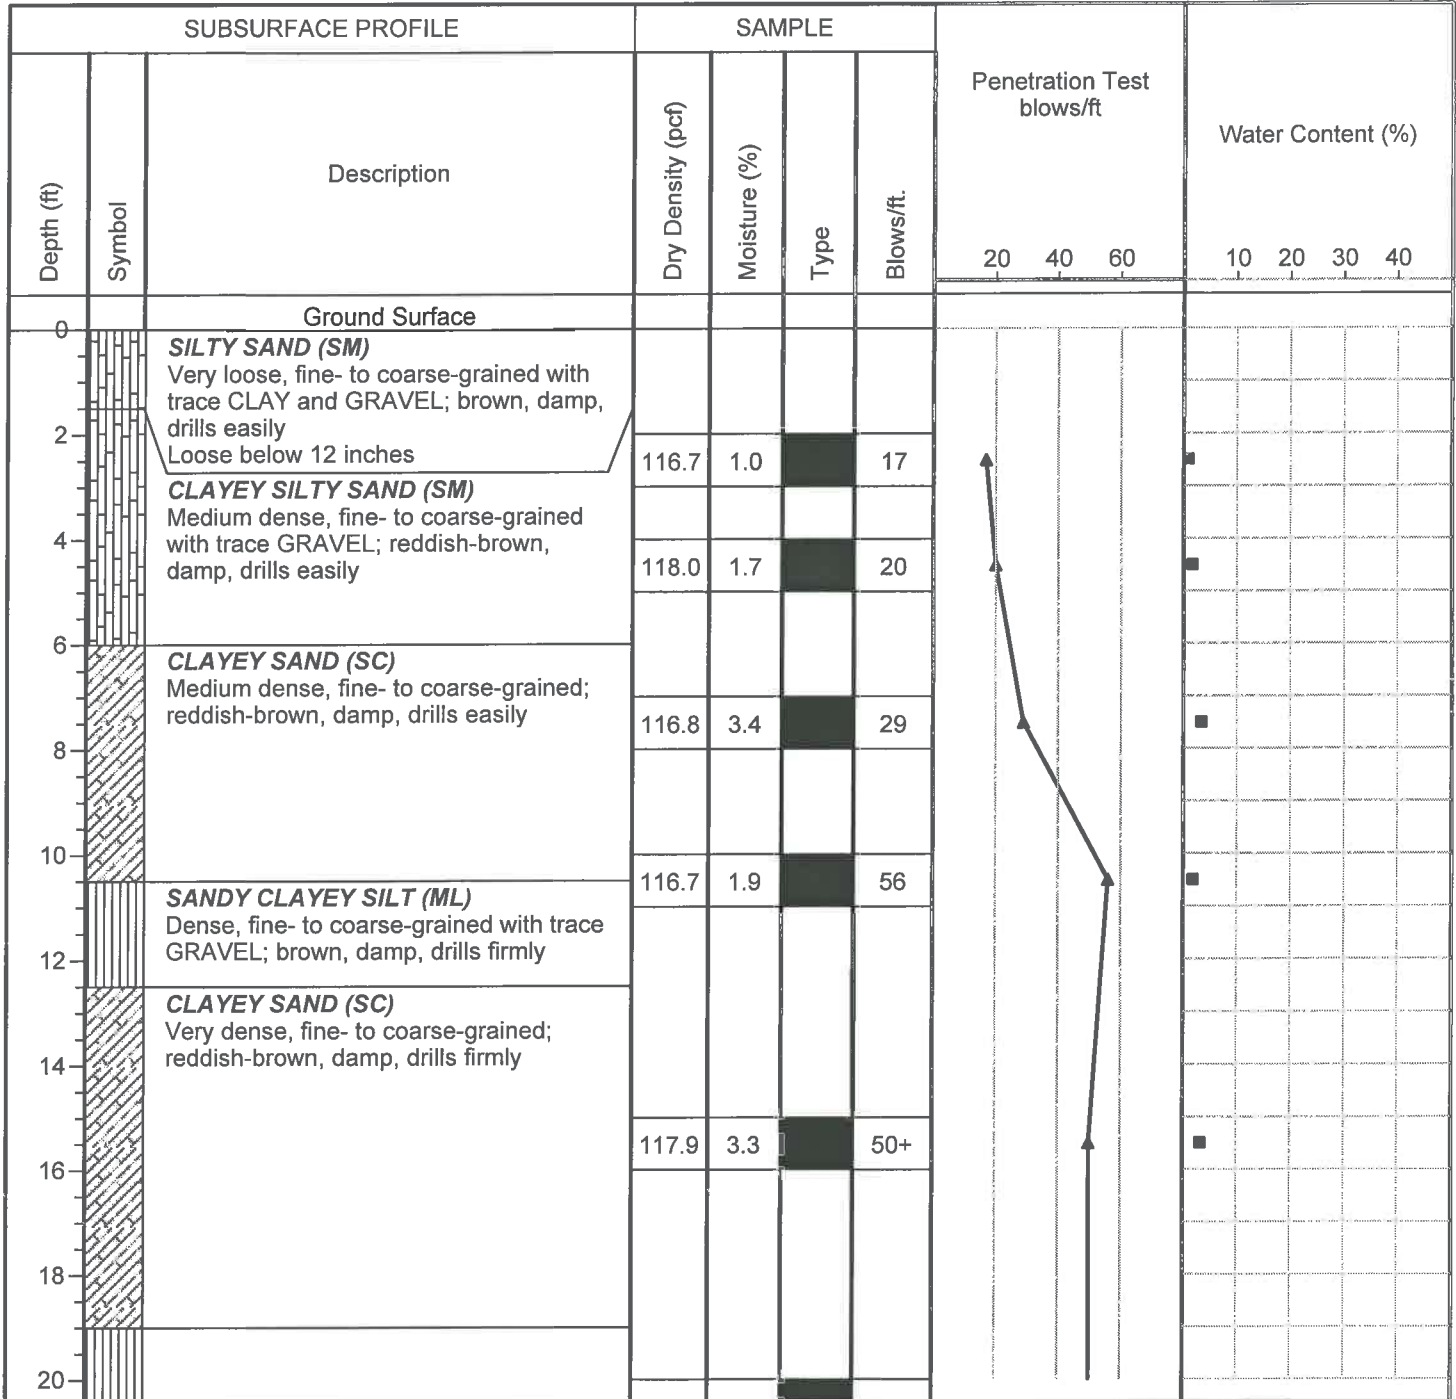 SUBSURFACE PROFILE
SAMPLE
Depth (ft)
Symbol
Description
Dry Density (pcf)
Moisture (%)
Type
Blows/ft.
Penetration Test
blows/ft
20 40 60
Water Content (%)
10 20 30 40
Ground Surface
0
SILTY SAND (SM)
Very loose, fine- to coarse-grained with
trace CLAY and GRAVEL; brown, damp,
drills easily
Loose below 12 inches
2
116.7 1.0 17
CLAYEY SILTY SAND (SM)
Medium dense, fine- to coarse-grained
with trace GRAVEL; reddish-brown,
damp, drills easily
4
118.0 1.7 20
6
CLAYEY SAND (SC)
Medium dense, fine- to coarse-grained;
reddish-brown, damp, drills easily
116.8 3.4 29
8
10
116.7 1.9 56
SANDY CLAYEY SILT (ML)
Dense, fine- to coarse-grained with trace
GRAVEL; brown, damp, drills firmly
12
CLAYEY SAND (SC)
Very dense, fine- to coarse-grained;
reddish-brown, damp, drills firmly
14
117.9 3.3 50+
16
18
20